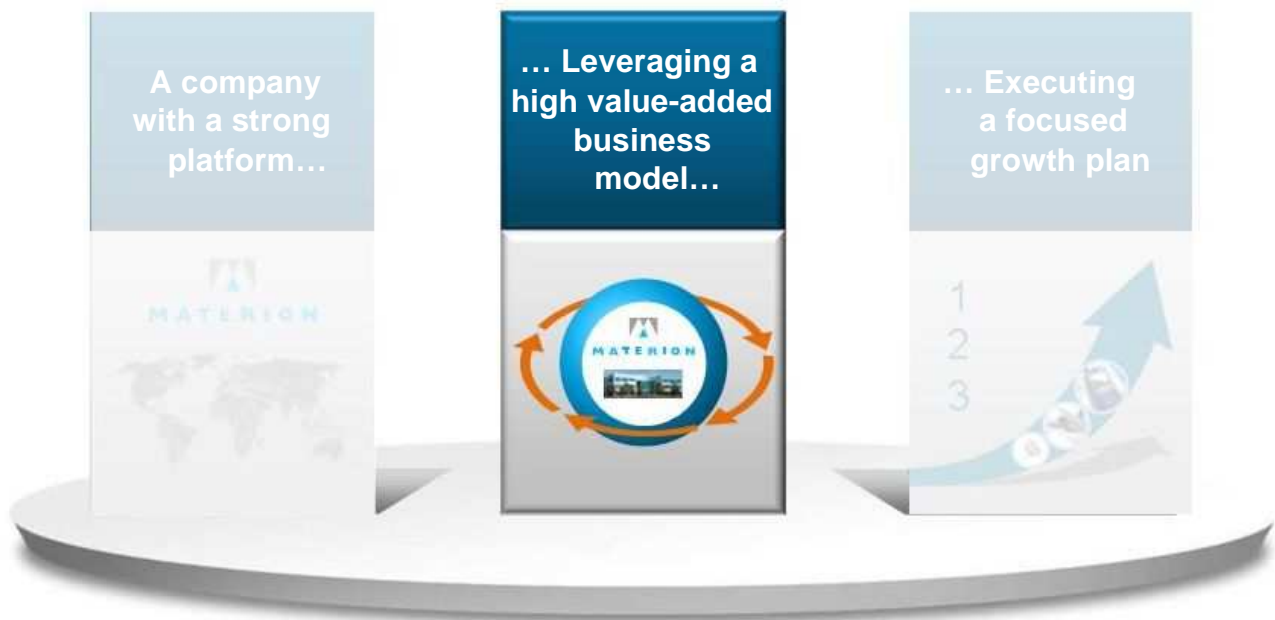 A company
with a strong
platform…
MATERION
… Leveraging a
high value-added
business
model…
MATERION
… Executing
a focused
growth plan
1
2
3